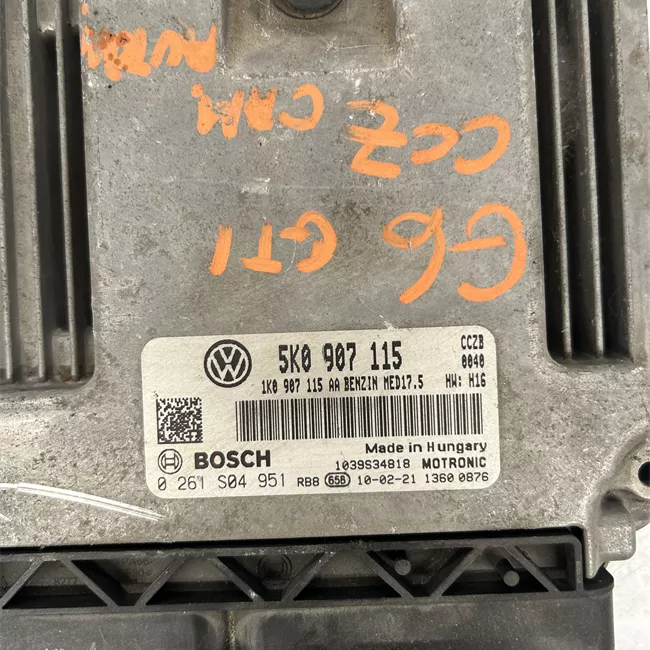 G6 GTI
CCZ CAM
5K0 907 115 CCZB
1K0 907 115 AA BENZIN MED17.5 0040
HW: H16
Made in Hungary
BOSCH 1039S34818 MOTRONIC
0 261 S04 951 RB8 658 10-02-21 1360 0876